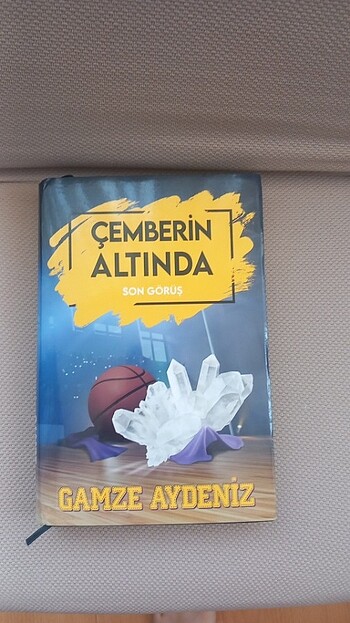 ÇEMBERİN
ALTINDA
SON GÖRÜŞ
GAMZE AYDENİZ